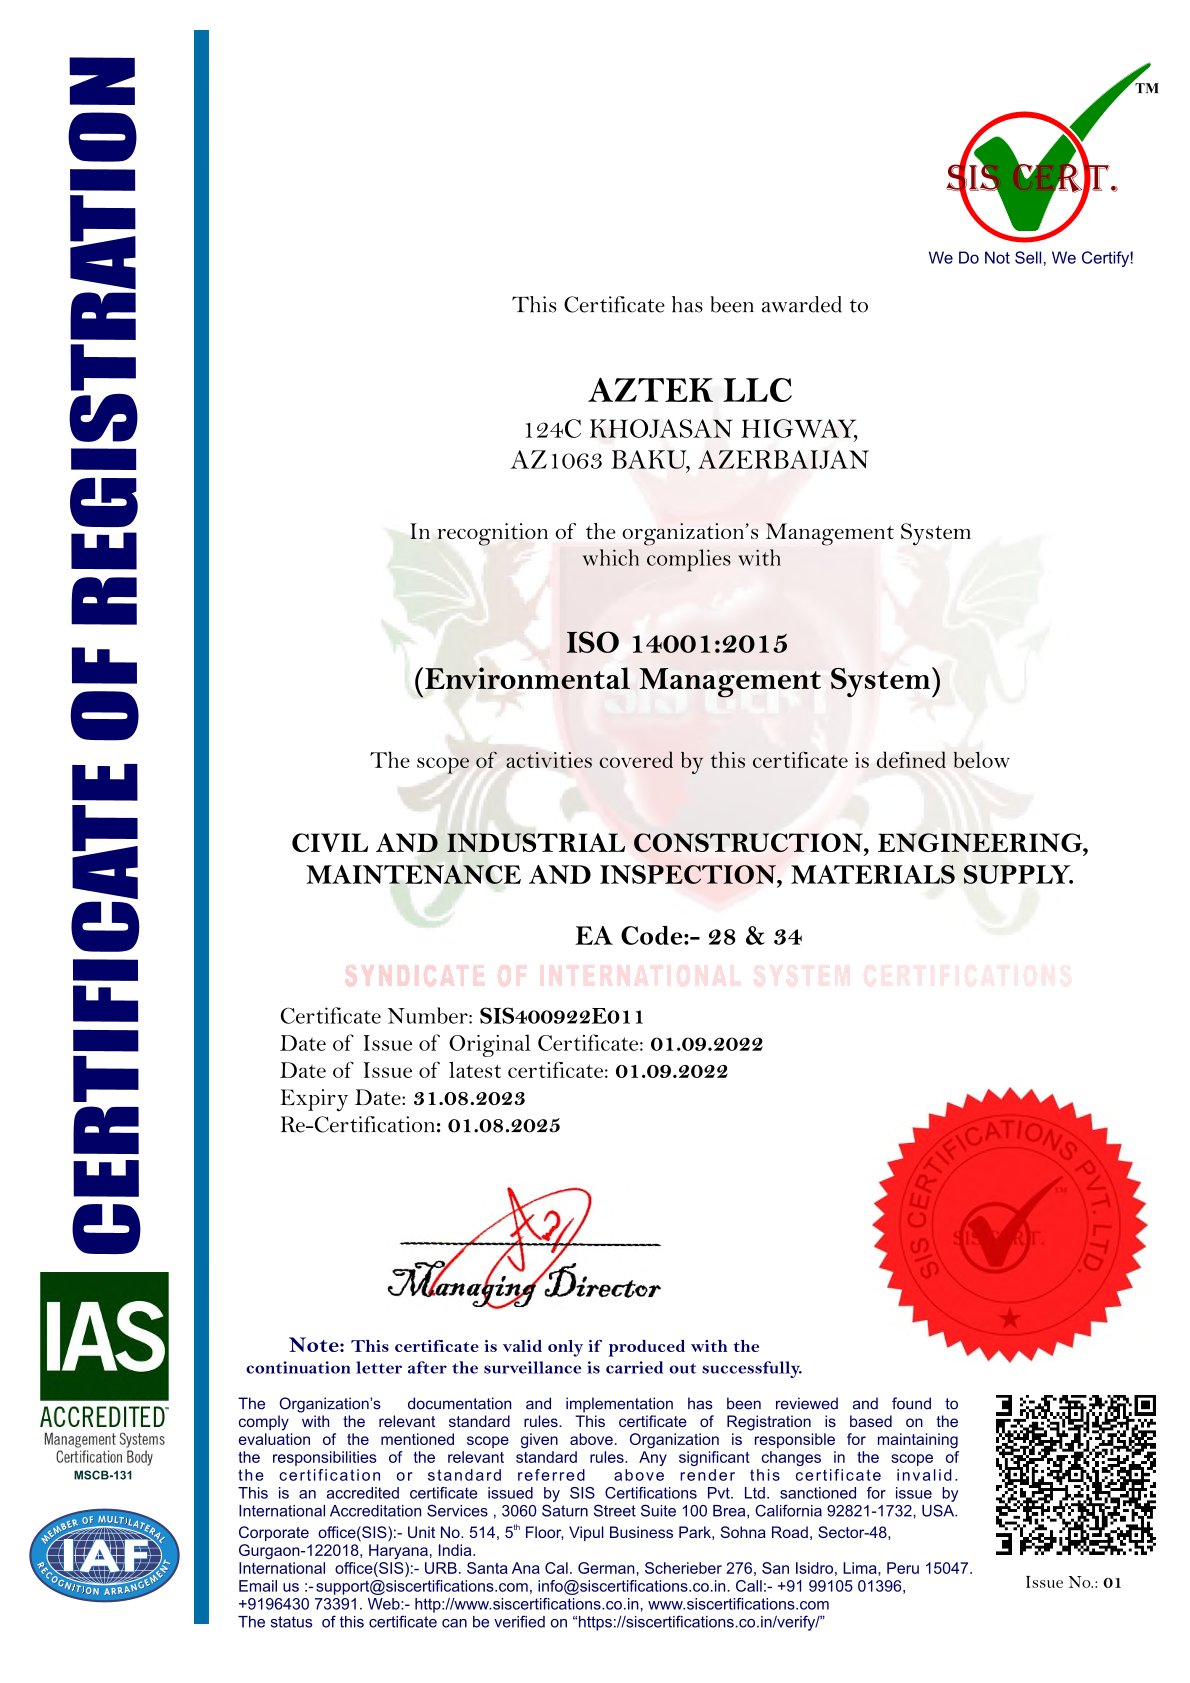 CERTIFICATE OF REGISTRATION
TM
SIS CERT.
We Do Not Sell, We Certify!
This Certificate has been awarded to
AZTEK LLC
124C KHOJASAN HIGWAY,
AZ1063 BAKU, AZERBAIJAN
In recognition of the organization's Management System
which complies with
ISO 14001:2015
(Environmental Management System)
SIS CERT
The scope of activities covered by this certificate is defined below
CIVIL AND INDUSTRIAL CONSTRUCTION, ENGINEERING,
MAINTENANCE AND INSPECTION, MATERIALS SUPPLY.
EA Code:- 28 & 34
SYNDICATE OF INTERNATIONAL SYSTEM CERTIFICATIONS
Certificate Number: SIS400922E011
Date of Issue of Original Certificate: 01.09.2022
Date of Issue of latest certificate: 01.09.2022
Expiry Date: 31.08.2023
Re-Certification: 01.08.2025
Managing Director
SIS CERTIFICATIONS PVT. LTD.
SIS CERT.
TM
Note: This certificate is valid only if produced with the
continuation letter after the surveillance is carried out successfully.
The Organization's documentation and implementation has been reviewed and found to
comply with the relevant standard rules. This certificate of Registration is based on the
evaluation of the mentioned scope given above. Organization is responsible for maintaining
the responsibilities of the relevant standard rules. Any significant changes in the scope of
the certification or standard referred above render this certificate invalid.
This is an accredited certificate issued by SIS Certifications Pvt. Ltd. sanctioned for issue by
International Accreditation Services , 3060 Saturn Street Suite 100 Brea, California 92821-1732, USA.
Corporate office(SIS):- Unit No. 514, 5th Floor, Vipul Business Park, Sohna Road, Sector-48,
Gurgaon-122018, Haryana, India.
International office(SIS):- URB. Santa Ana Cal. German, Scherieber 276, San Isidro, Lima, Peru 15047.
Email us :- support@siscertifications.com, info@siscertifications.co.in. Call:- +91 99105 01396,
+9196430 73391. Web:- http://www.siscertifications.co.in, www.siscertifications.com
The status of this certificate can be verified on "https://siscertifications.co.in/verify/"
Issue No.: 01
IAS
ACCREDITED™
Management Systems
Certification Body
MSCB-131
MEMBER OF MULTILATERAL
IAF
RECOGNITION ARRANGEMENT